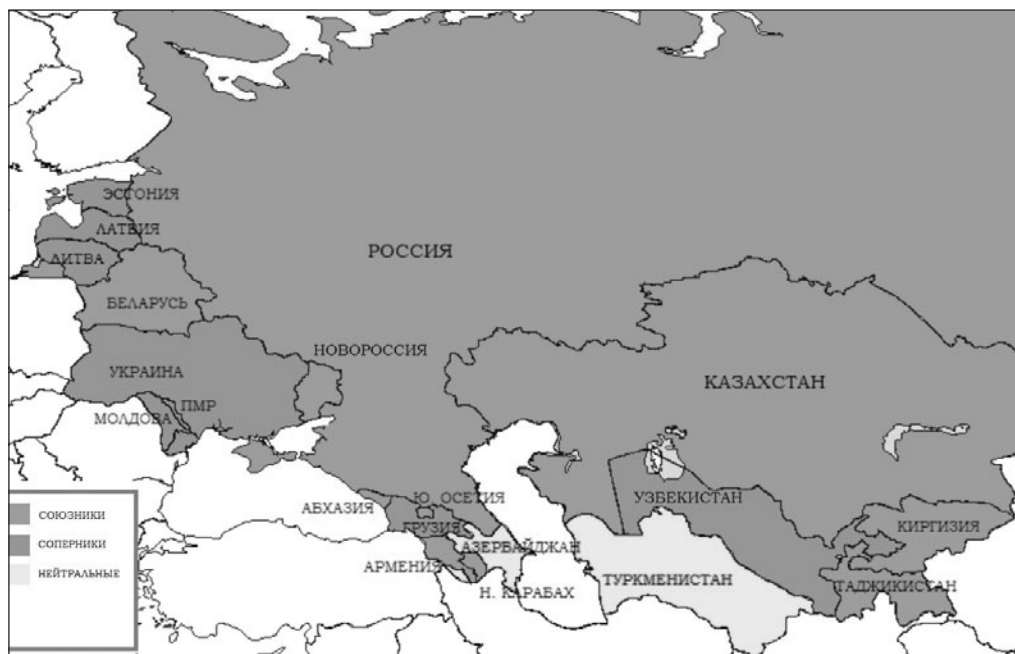 ЭСТОНИЯ
ЛАТВИЯ
ЛИТВА
РОССИЯ
БЕЛАРУСЬ
НОВОРОССИЯ
УКРАИНА
КАЗАХСТАН
ПМР
МОЛДОВА
АБХАЗИЯ
Ю. ОСЕТИЯ
УЗБЕКИСТАН
ГРУЗИЯ
КИРГИЗИЯ
АЗЕРБАЙДЖАН
АРМЕНИЯ
ТУРКМЕНИСТАН
ТАДЖИКИСТАН
Н. КАРАБАХ
СОЮЗНИКИ
СОПЕРНИКИ
НЕЙТРАЛЬНЫЕ